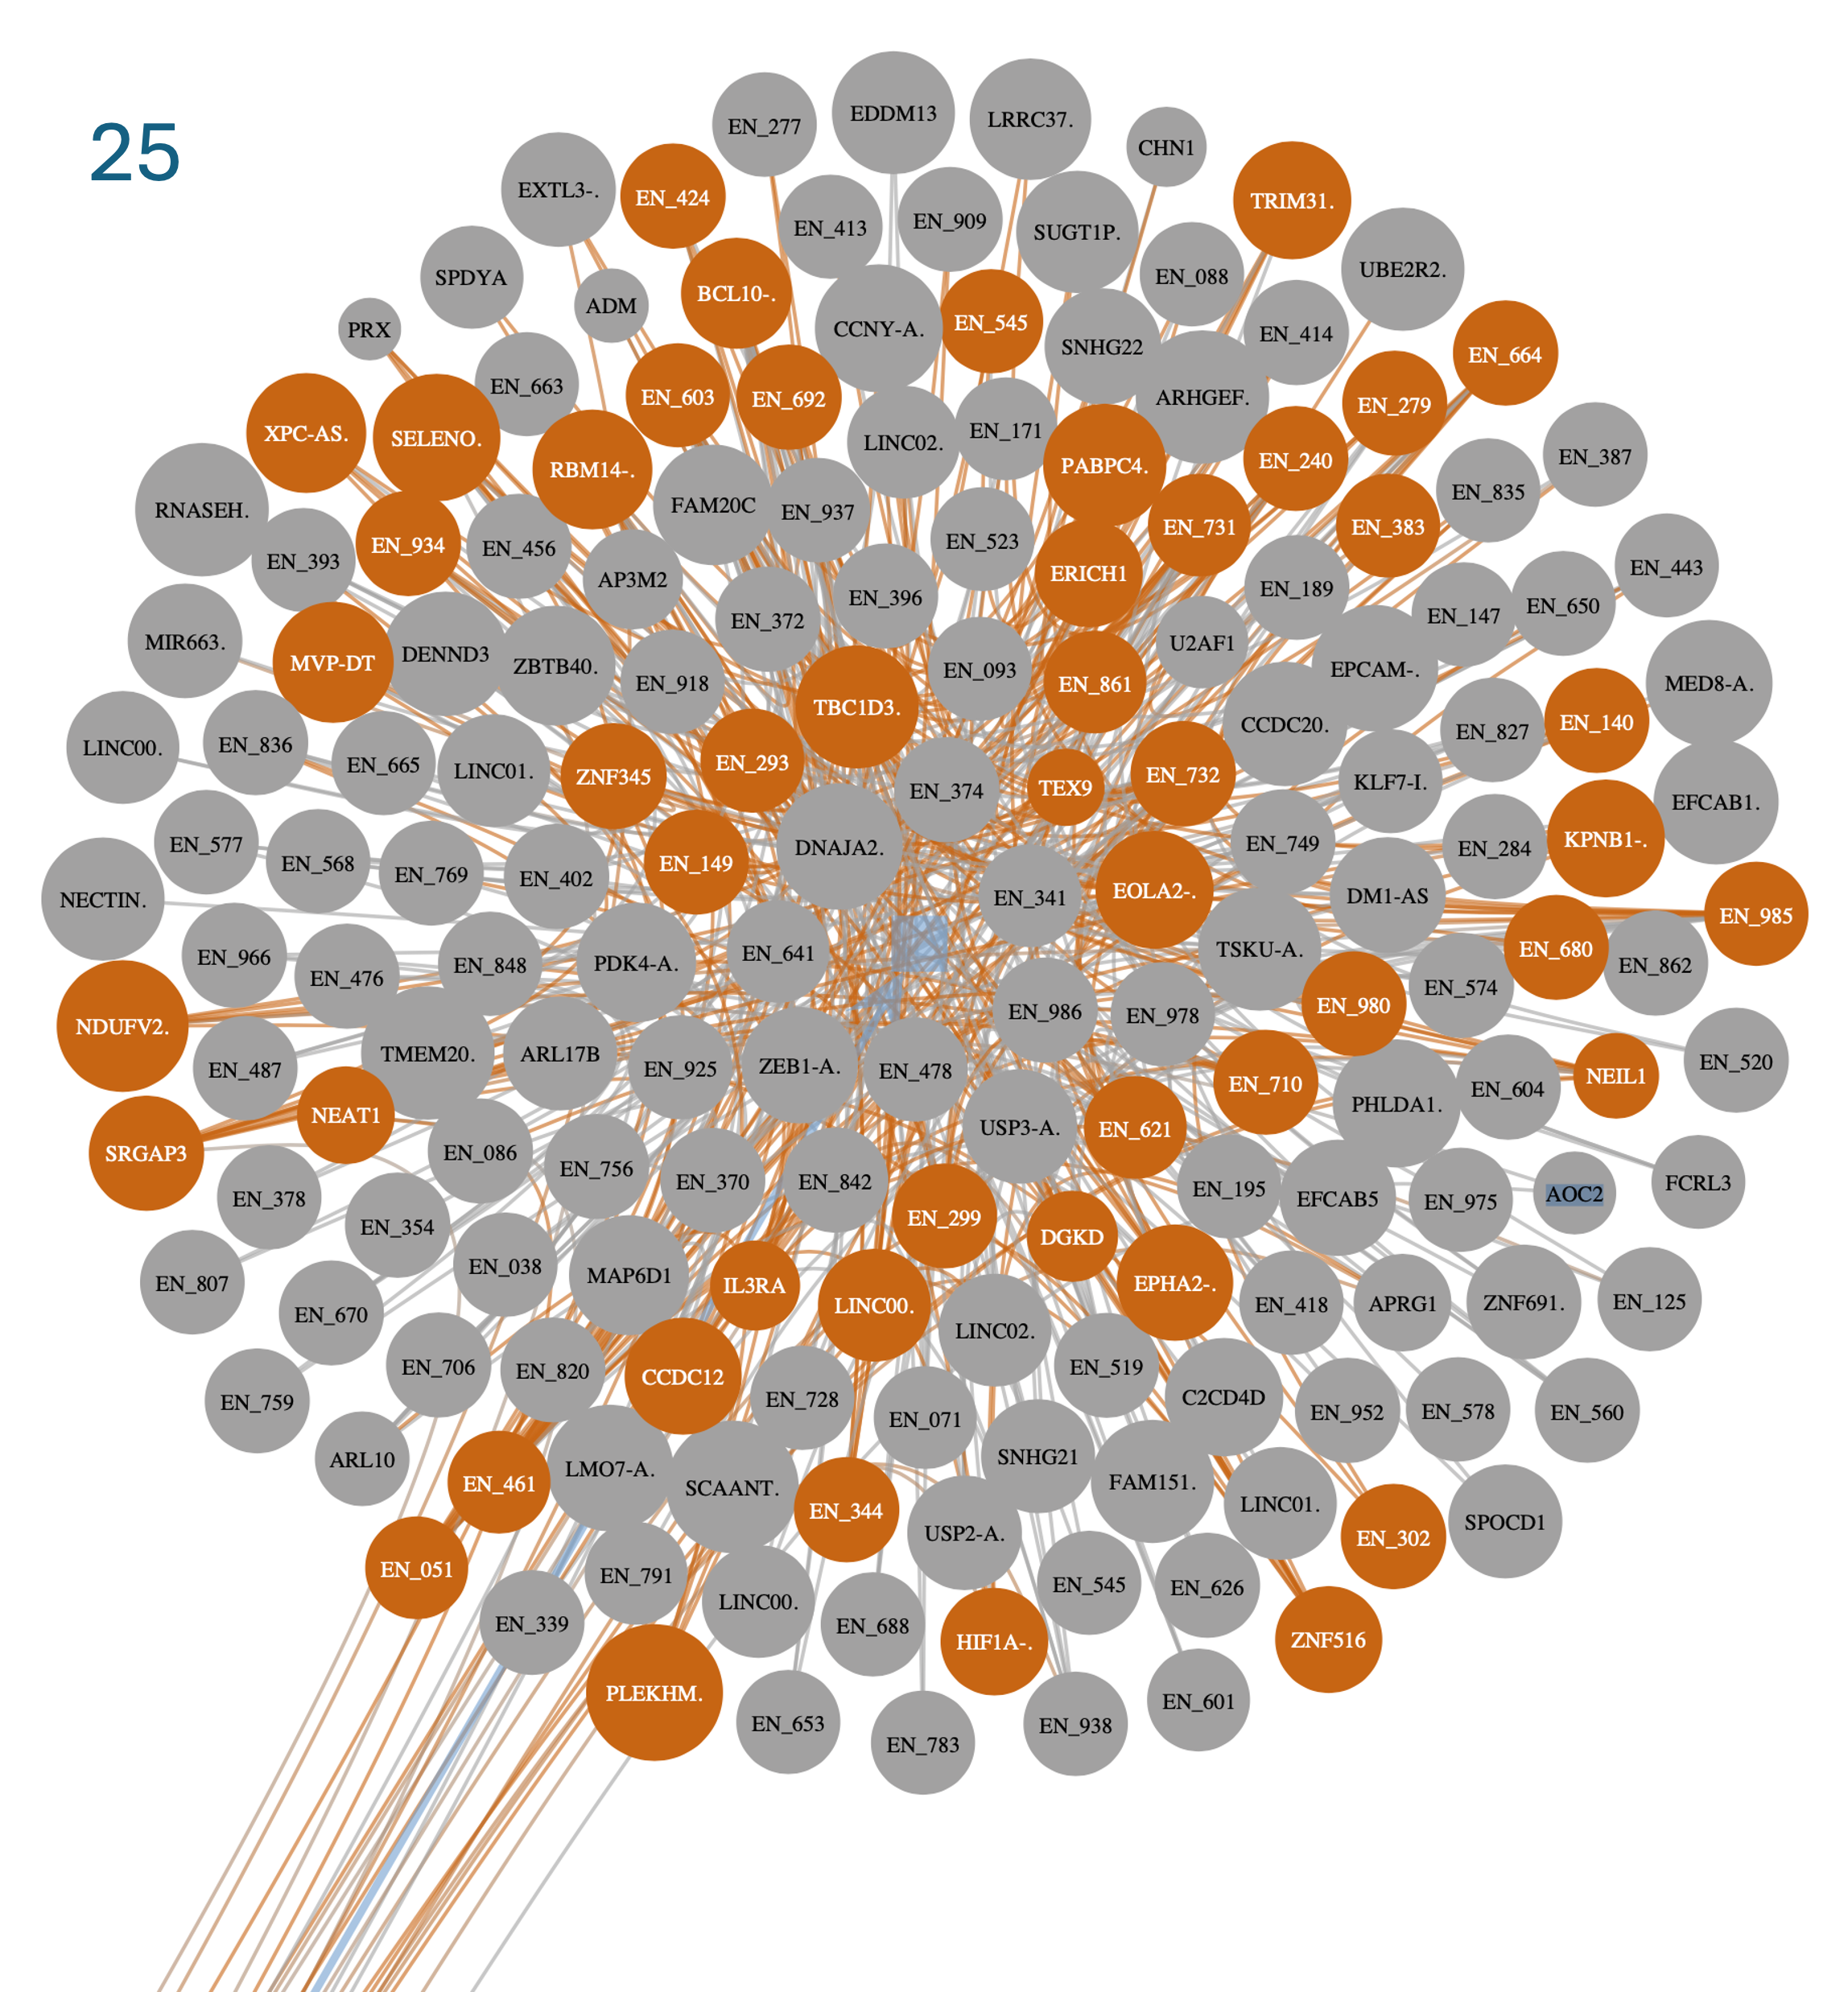 25
EN_277
EDDM13
LRRC37.
CHN1
EXTL3-.
EN_424
TRIM31.
EN_413
EN_909
SUGT1P.
SPDYA
BCL10-.
EN_088
UBE2R2.
ADM
PRX
CCNY-A.
EN_545
SNHG22
EN_414
EN_664
EN_663
EN_603
EN_692
ARHGEF.
EN_279
XPC-AS.
SELENO.
RBM14-.
LINC02.
EN_171
PABPC4.
EN_240
EN_387
RNASEH.
FAM20C
EN_937
EN_835
EN_393
EN_934
EN_456
EN_523
EN_731
EN_383
AP3M2
ERICH1
EN_189
EN_443
MIR663.
EN_372
EN_396
EN_147
EN_650
MVP-DT
DENND3
ZBTB40.
EN_918
EN_093
U2AF1
EPCAM-.
MED8-A.
TBC1D3.
EN_861
LINC00.
EN_836
EN_665
LINC01.
ZNF345
EN_293
CCDC20.
EN_827
EN_140
EN_374
TEX9
EN_732
KLF7-I.
EFCAB1.
EN_577
EN_568
EN_769
EN_402
EN_149
DNAJA2.
EN_749
EN_284
KPNB1-.
NECTIN.
EN_341
EOLA2-.
DM1-AS
EN_985
EN_966
EN_476
EN_848
PDK4-A.
EN_641
TSKU-A.
EN_680
EN_862
NDUFV2.
EN_986
EN_978
EN_980
EN_574
EN_487
TMEM20.
ARL17B
EN_925
ZEB1-A.
EN_478
EN_710
EN_604
NEIL1
EN_520
SRGAP3
NEAT1
USP3-A.
EN_621
PHLDA1.
EN_086
EN_756
EN_370
EN_842
EN_378
EN_354
EN_299
DGKD
EN_195
EFCAB5
EN_975
AOC2
FCRL3
EN_807
EN_038
MAP6D1
IL3RA
LINC00.
EPHA2-.
EN_418
APRG1
ZNF691.
EN_125
EN_670
LINC02.
EN_706
EN_820
CCDC12
EN_728
EN_519
C2CD4D
EN_952
EN_578
EN_560
EN_759
EN_071
ARL10
EN_461
LMO7-A.
SCAANT.
EN_344
SNHG21
FAM151.
LINC01.
SPOCD1
EN_051
USP2-A.
EN_302
EN_339
EN_791
LINC00.
EN_688
EN_545
EN_626
HIF1A-.
ZNF516
PLEKHM.
EN_653
EN_783
EN_938
EN_601